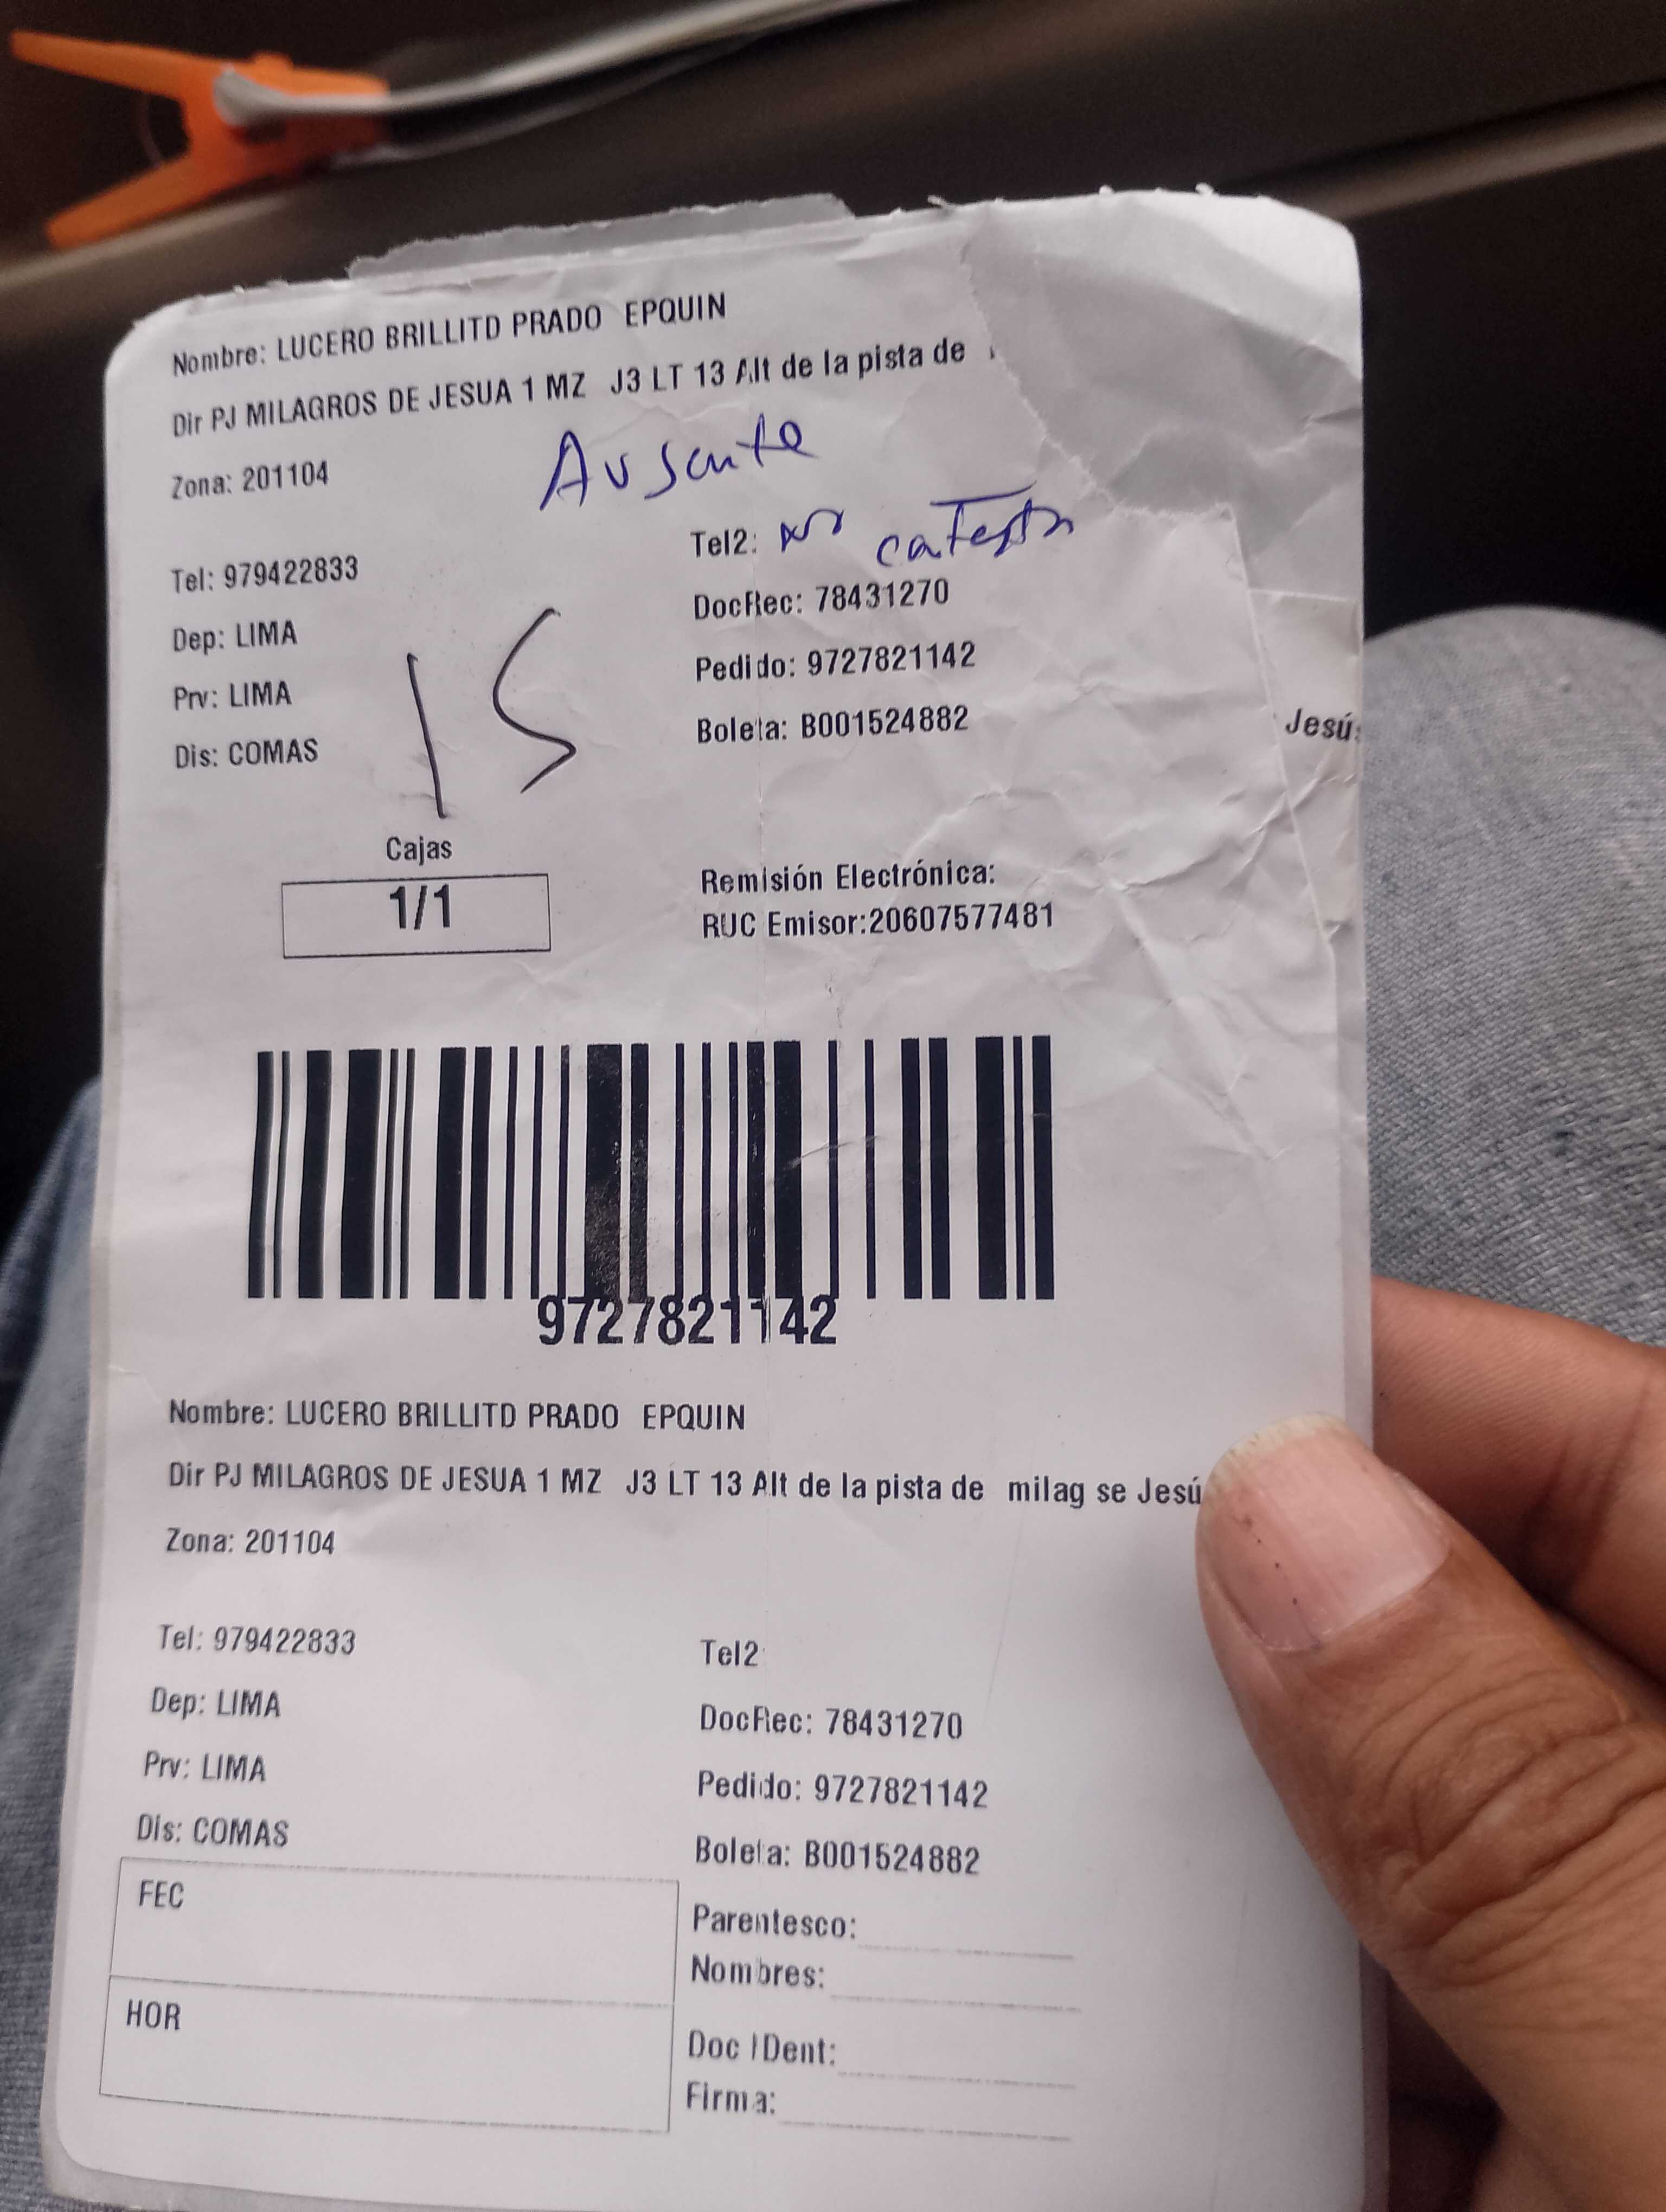 Nombre: LUCERO BRILLITD PRADO EPQUIN
Dir PJ MILAGROS DE JESUA 1 MZ J3 LT 13 Alt de la pista de
Zona: 201104
Ausente
Tel2: no contesta
Tel: 979422833
DocRec: 78431270
Dep: LIMA
Pedido: 9727821142
Prv: LIMA
Boleta: B001524882
Jesú
Dis: COMAS
15
Cajas
1/1
Remisión Electrónica:
RUC Emisor:20607577481
9727821142
Nombre: LUCERO BRILLITD PRADO EPQUIN
Dir PJ MILAGROS DE JESUA 1 MZ J3 LT 13 Alt de la pista de milag se Jesú
Zona: 201104
Tel: 979422833
Tel2
Dep: LIMA
DocRec: 78431270
Prv: LIMA
Pedido: 9727821142
Dis: COMAS
Boleta: B001524882
FEC
Parentesco:
Nombres:
HOR
Doc IDent:
Firma: